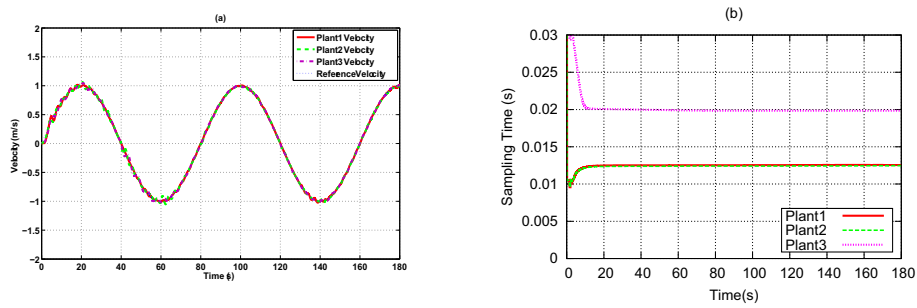 (a)
2
1.5
1
0.5
0
−0.5
−1
−1.5
−2
Velocity (m/s)
Plant1 Velocity
Plant2 Velocity
Plant3 Velocity
Reference Velocity
0 20 40 60 80 100 120 140 160 180
Time (s)
(b)
0.03
0.025
0.02
0.015
0.01
0.005
0
Sampling Time (s)
Plant1
Plant2
Plant3
0 20 40 60 80 100 120 140 160 180
Time(s)